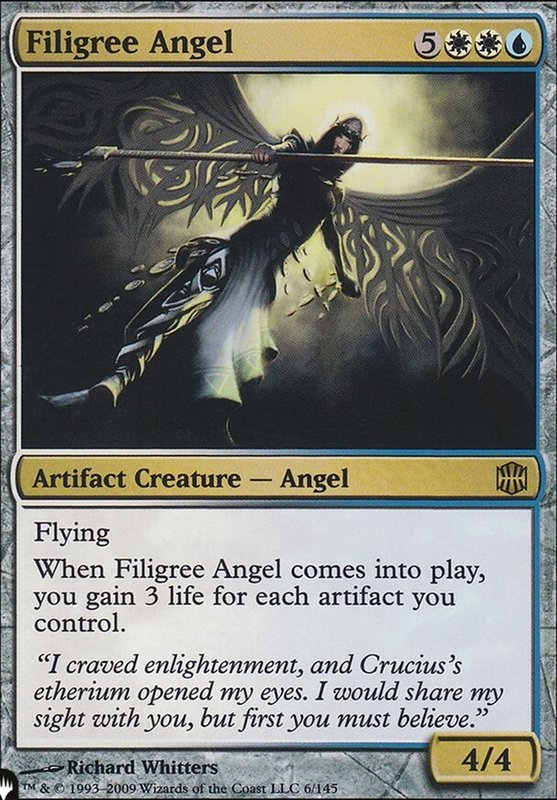 Filigree Angel 5
Artifact Creature — Angel
Flying
When Filigree Angel comes into play,
you gain 3 life for each artifact you
control.
“I craved enlightenment, and Crucius’s
etherium opened my eyes. I would share my
sight with you, but first you must believe.”
4/4
Richard Whitters
™ & © 1993–2009 Wizards of the Coast LLC 6/145